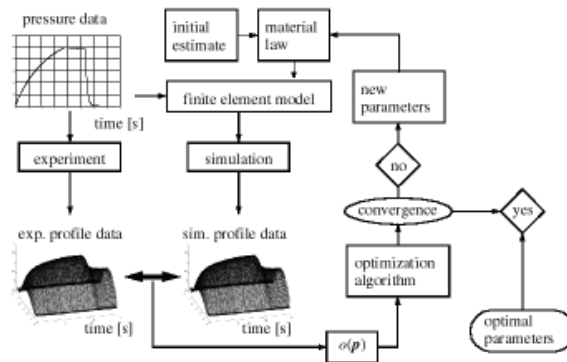 pressure data
time [s]
initial
estimate
material
law
finite element model
new
parameters
experiment
simulation
no
convergence
yes
exp. profile data
sim. profile data
optimization
algorithm
time [s]
time [s]
o(p)
optimal
parameters